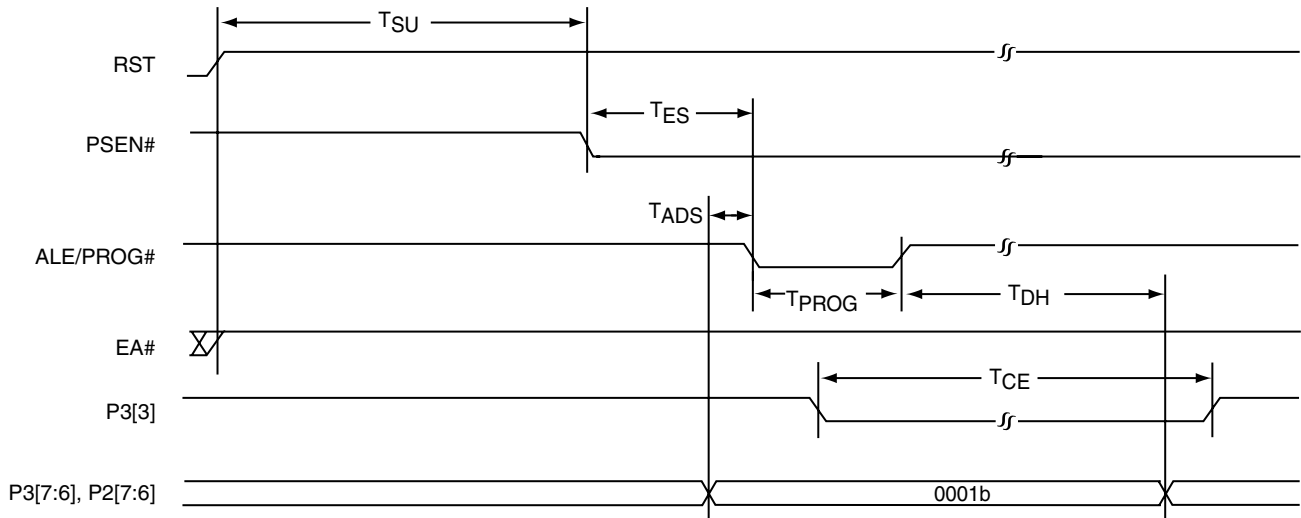 TSU
RST
TES
PSEN#
TADS
ALE/PROG#
TPROG
TDH
EA#
TCE
P3[3]
P3[7:6], P2[7:6]
0001b